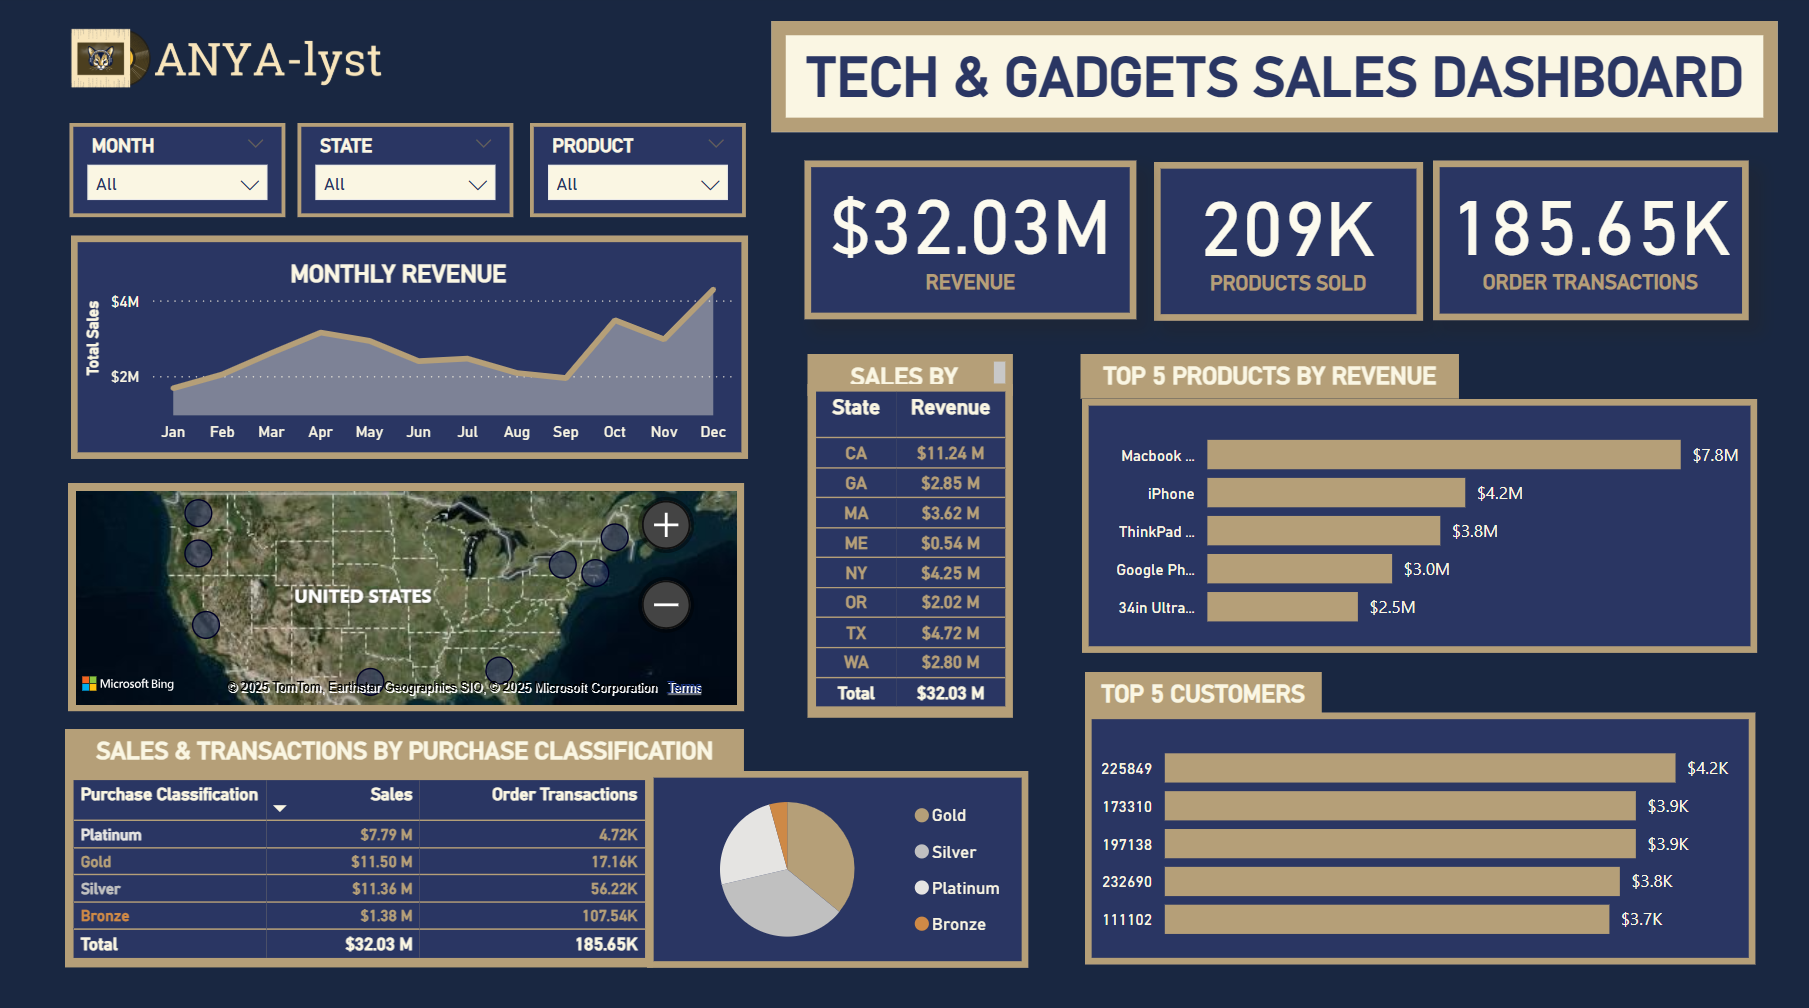 ANYA-lyst
TECH & GADGETS SALES DASHBOARD
MONTH
All
STATE
All
PRODUCT
All
$32.03M
REVENUE
209K
PRODUCTS SOLD
185.65K
ORDER TRANSACTIONS
MONTHLY REVENUE
Total Sales
$4M
$2M
Jan Feb Mar Apr May Jun Jul Aug Sep Oct Nov Dec
UNITED STATES
Microsoft Bing
© 2025 TomTom, Earthstar Geographics SIO, © 2025 Microsoft Corporation Terms
SALES BY
State Revenue
CA $11.24 M
GA $2.85 M
MA $3.62 M
ME $0.54 M
NY $4.25 M
OR $2.02 M
TX $4.72 M
WA $2.80 M
Total $32.03 M
TOP 5 PRODUCTS BY REVENUE
Macbook ... $7.8M
iPhone $4.2M
ThinkPad ... $3.8M
Google Ph... $3.0M
34in Ultra... $2.5M
SALES & TRANSACTIONS BY PURCHASE CLASSIFICATION
Purchase Classification Sales Order Transactions
Platinum $7.79 M 4.72K
Gold $11.50 M 17.16K
Silver $11.36 M 56.22K
Bronze $1.38 M 107.54K
Total $32.03 M 185.65K
Gold
Silver
Platinum
Bronze
TOP 5 CUSTOMERS
225849 $4.2K
173310 $3.9K
197138 $3.9K
232690 $3.8K
111102 $3.7K